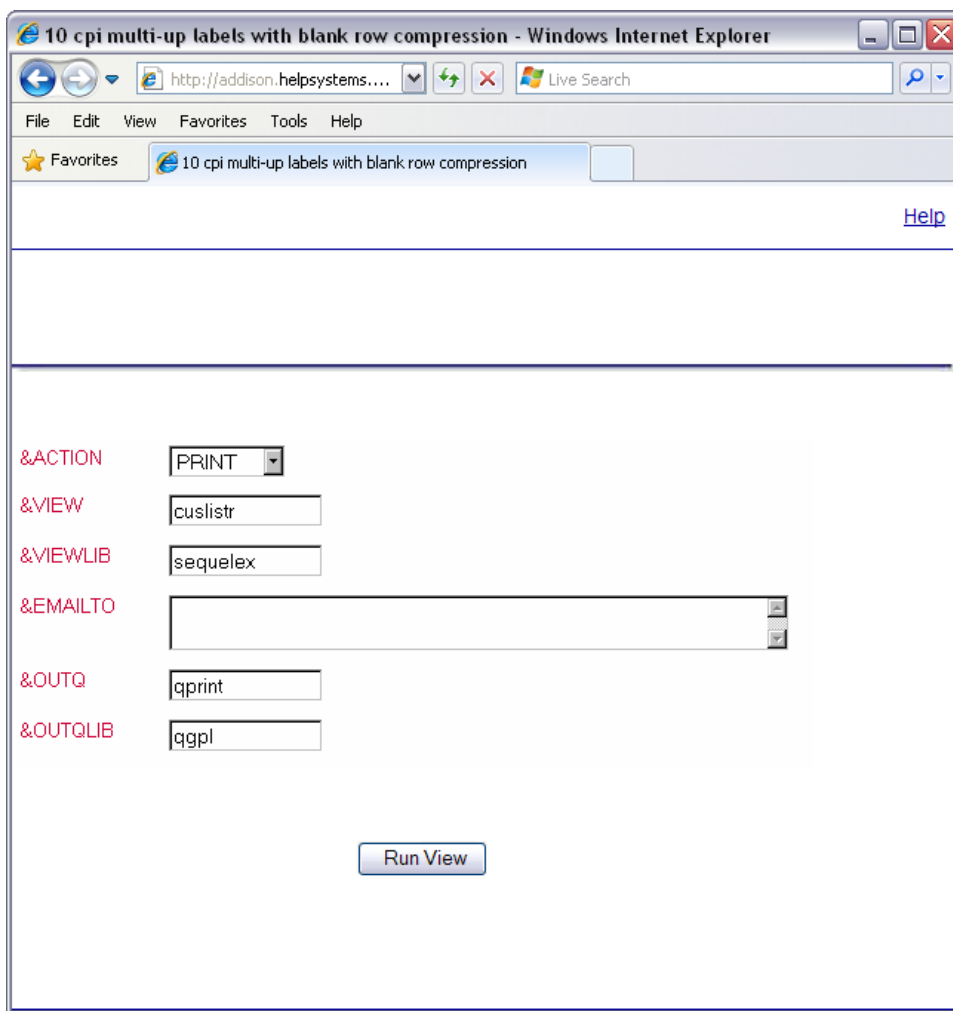 10 cpi multi-up labels with blank row compression - Windows Internet Explorer
http://addison.helpsystems.... Live Search
File Edit View Favorites Tools Help
Favorites 10 cpi multi-up labels with blank row compression
Help
&ACTION PRINT
&VIEW cuslistr
&VIEWLIB sequelex
&EMAILTO
&OUTQ qprint
&OUTQLIB qgpl
Run View